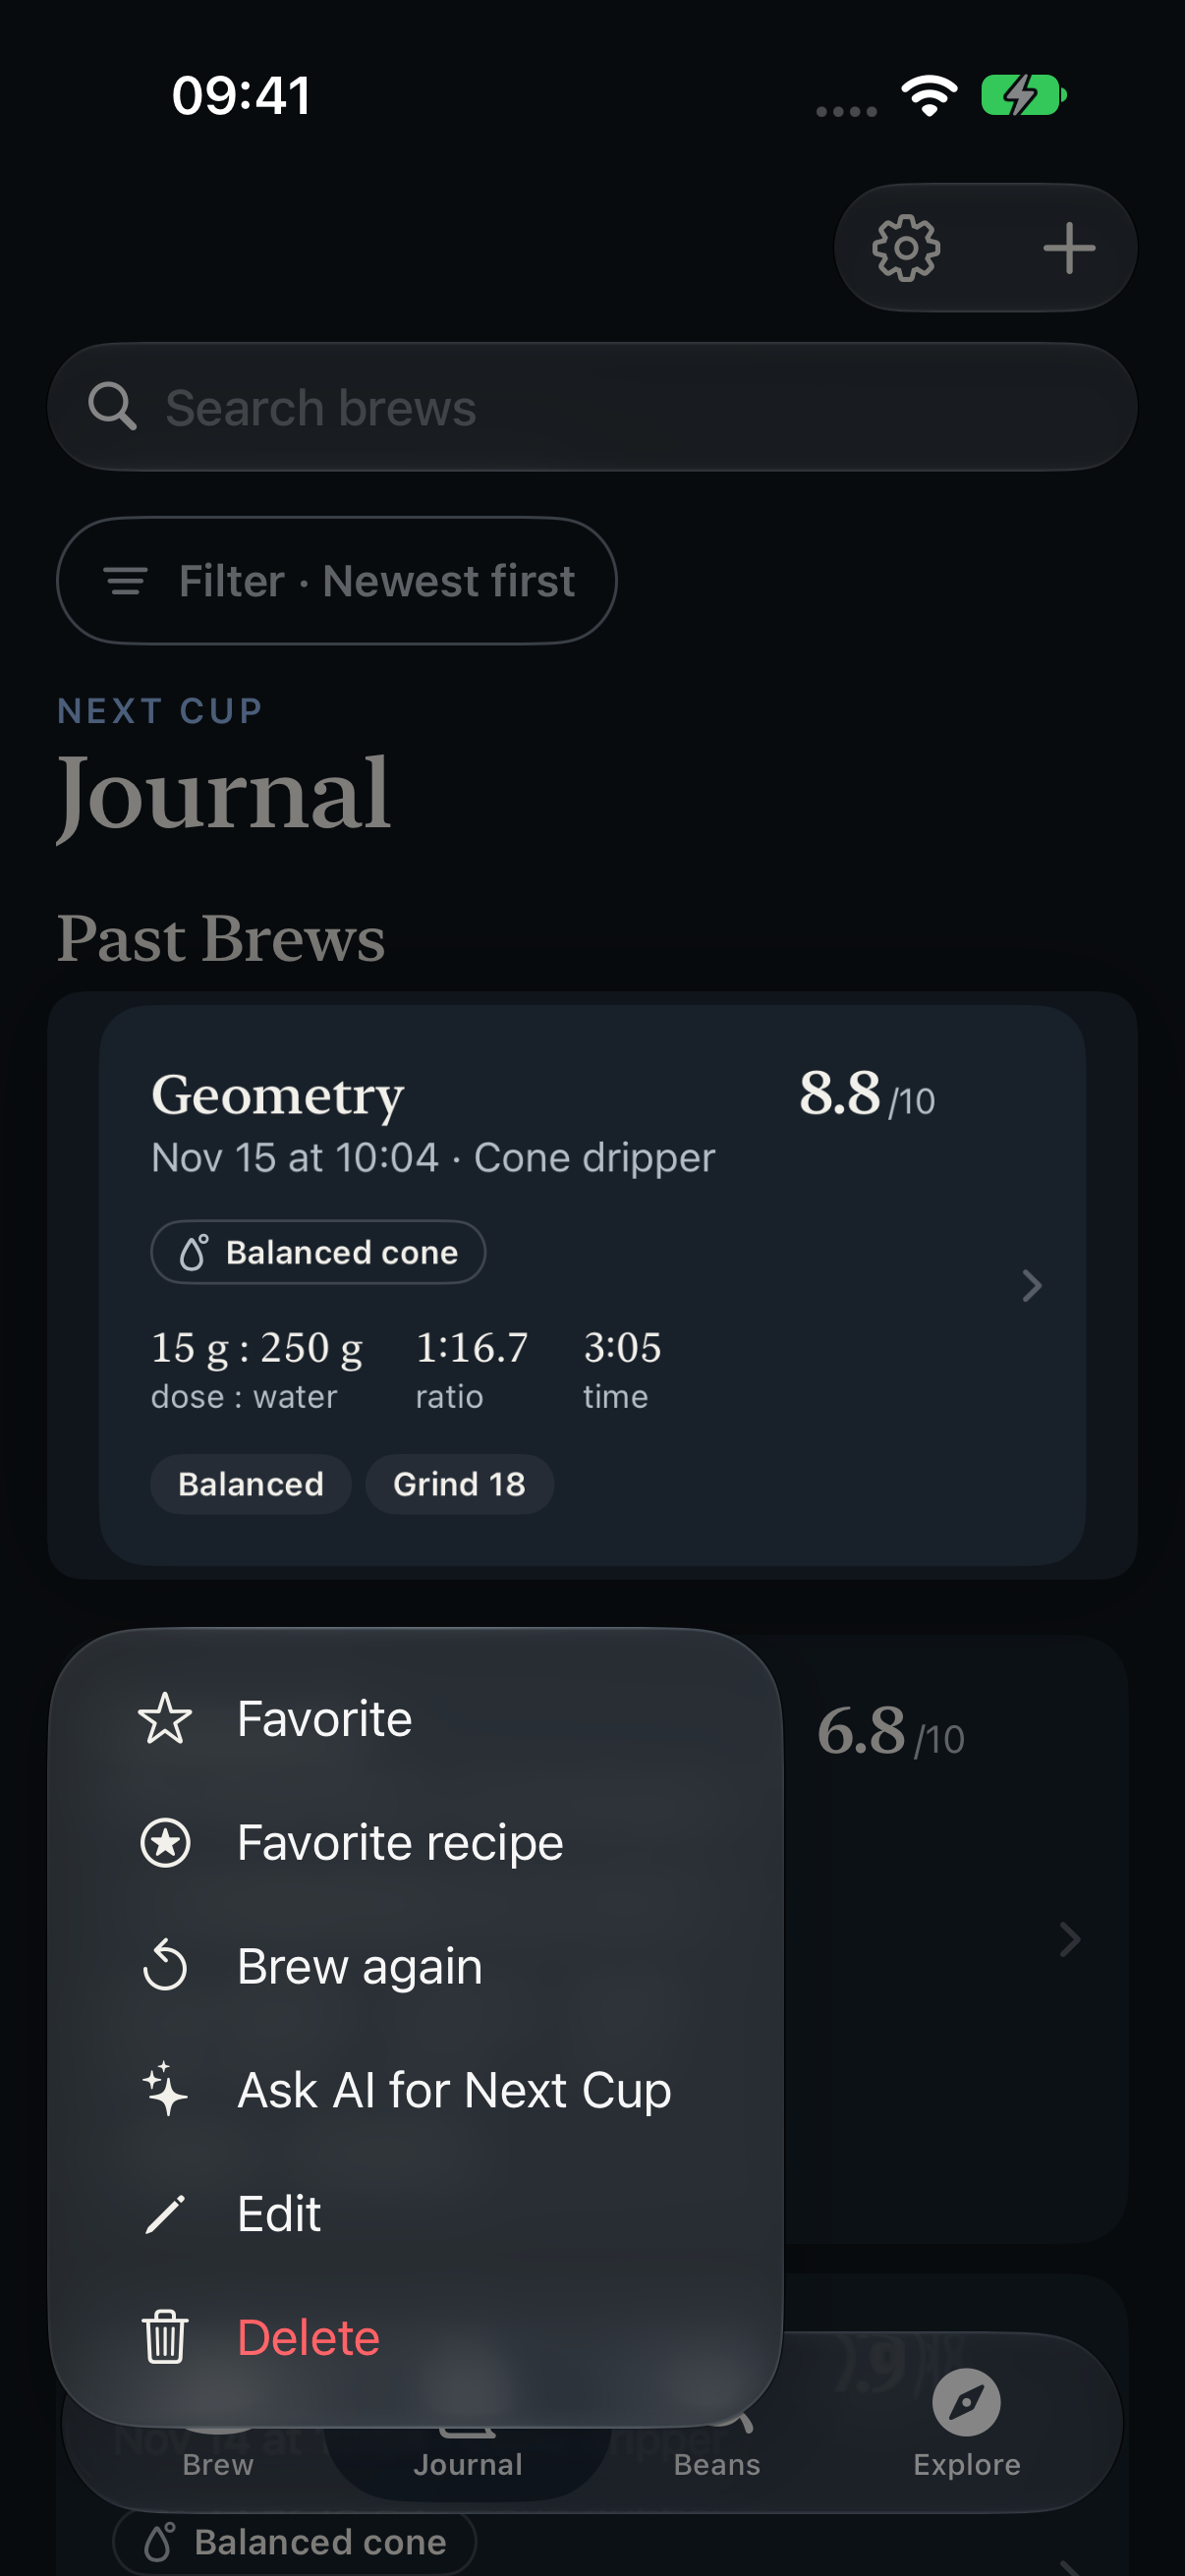 09:41
Search brews
Filter · Newest first
NEXT CUP
Journal
Past Brews
Geometry
8.8 /10
Nov 15 at 10:04 · Cone dripper
Balanced cone
15 g : 250 g 1:16.7 3:05
dose : water ratio time
Balanced Grind 18
6.8 /10
Favorite
Favorite recipe
Brew again
Ask AI for Next Cup
Edit
Delete
Brew Journal Beans Explore
Balanced cone